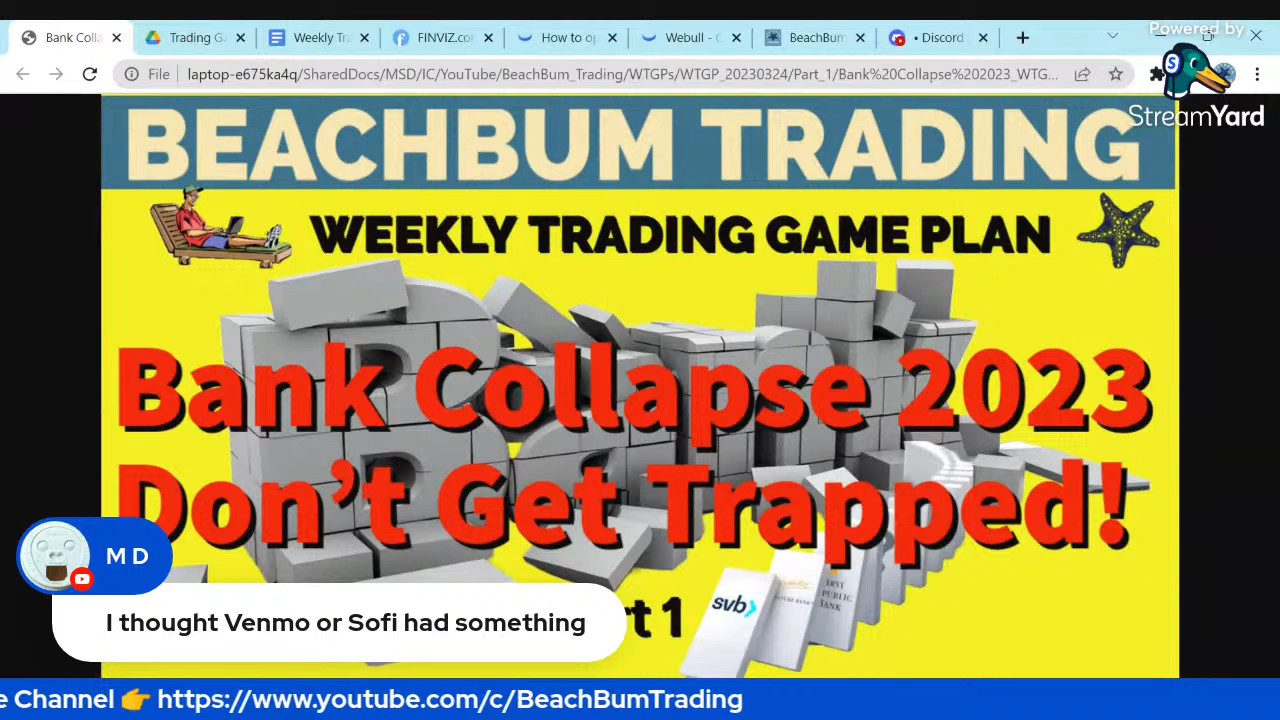 Powered by
StreamYard
Bank Colla
Trading G
Weekly Tr
FINVIZ.co
How to o
Webull - 
BeachBum
• Discord
File
laptop-e675ka4q/SharedDocs/MSD/IC/YouTube/BeachBum_Trading/WTGPs/WTGP_20230324/Part_1/Bank%20Collapse%202023_WTG...
BEACHBUM TRADING
WEEKLY TRADING GAME PLAN
Bank Collapse 2023
Don't Get Trapped!
rt 1
svb
M D
I thought Venmo or Sofi had something
e Channel 👉 https://www.youtube.com/c/BeachBumTrading